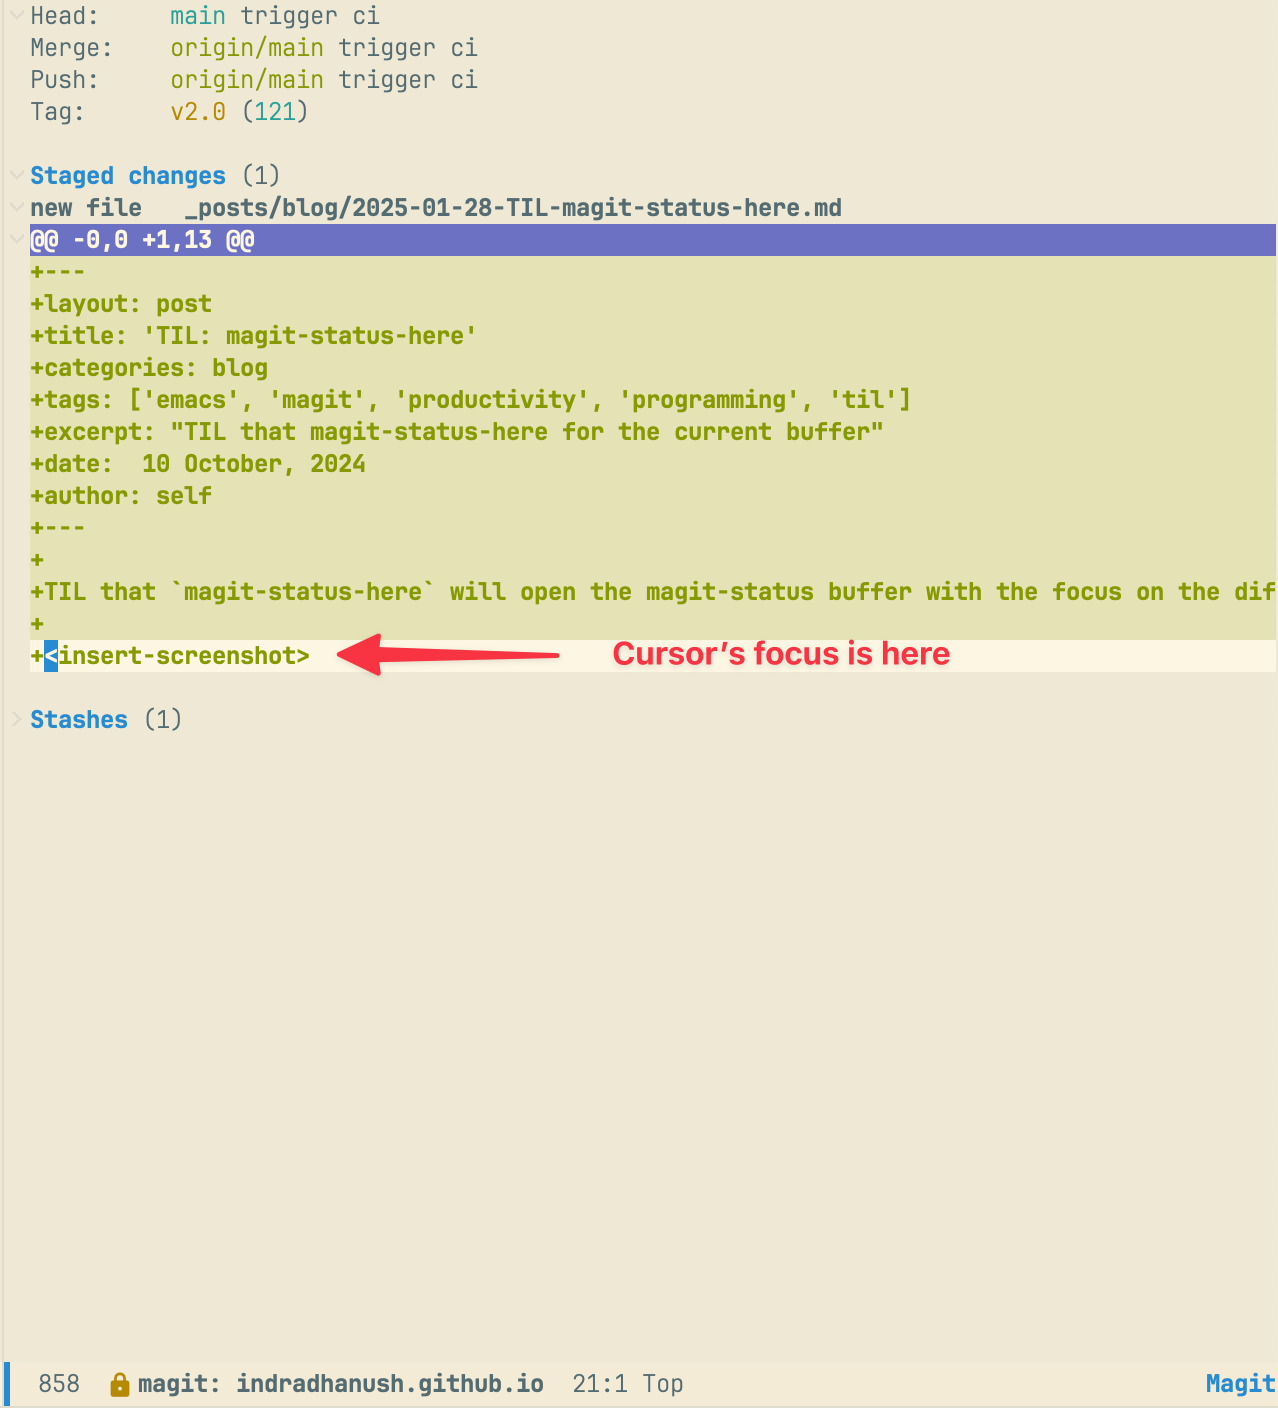 Head:     main trigger ci
Merge:    origin/main trigger ci
Push:     origin/main trigger ci
Tag:      v2.0 (121)
Staged changes (1)
new file   _posts/blog/2025-01-28-TIL-magit-status-here.md
@@ -0,0 +1,13 @@
+---
+layout: post
+title: 'TIL: magit-status-here'
+categories: blog
+tags: ['emacs', 'magit', 'productivity', 'programming', 'til']
+excerpt: "TIL that magit-status-here for the current buffer"
+date:  10 October, 2024
+author: self
+---
+
+TIL that `magit-status-here` will open the magit-status buffer with the focus on the dif
+
+<insert-screenshot> Cursor's focus is here
Stashes (1)
858 magit: indradhanush.github.io 21:1 Top Magit